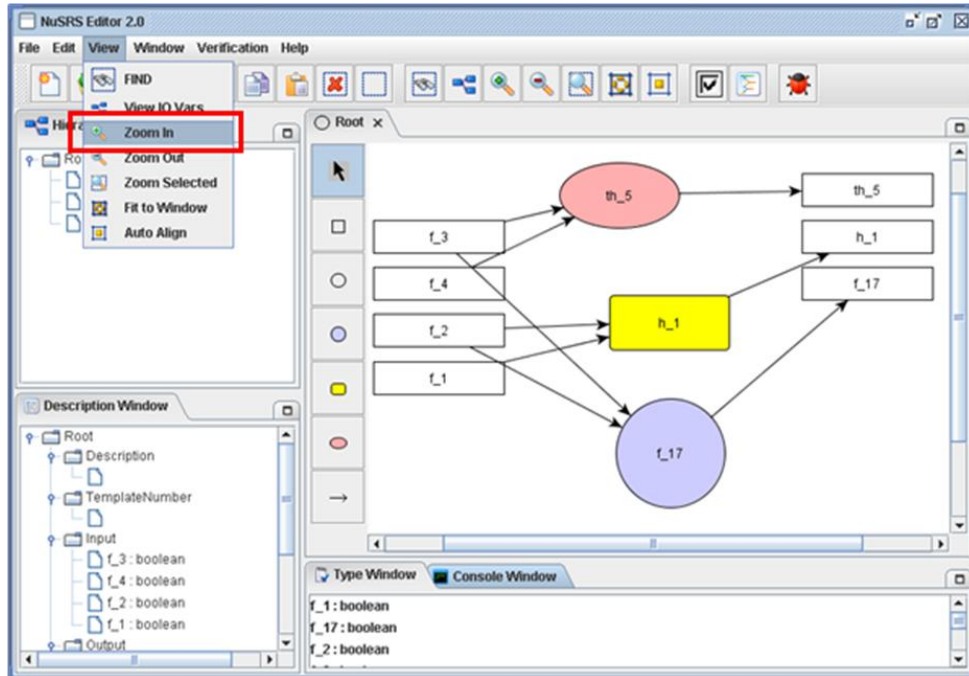 NuSRS Editor 2.0
File Edit View Window Verification Help
FIND
View IO Vars
Zoom In
Zoom Out
Zoom Selected
Fit to Window
Auto Align
Root
th_5
th_5
f_3
h_1
f_4
f_17
f_2
h_1
f_1
f_17
Description Window
Root
Description
TemplateNumber
Input
f_3 : boolean
f_4 : boolean
f_2 : boolean
f_1 : boolean
Output
Type Window
Console Window
f_1 : boolean
f_17 : boolean
f_2 : boolean